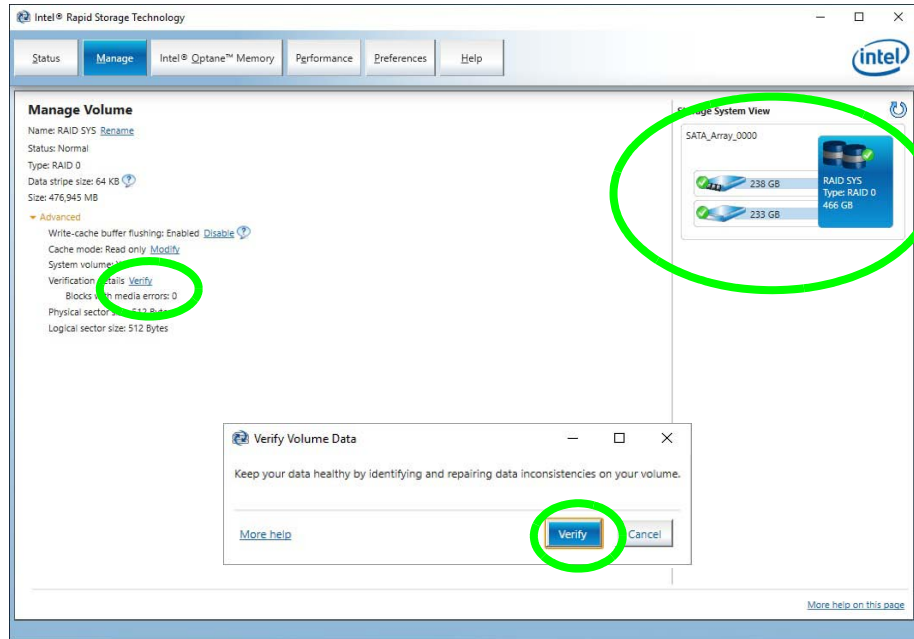 Intel® Rapid Storage Technology
Status
Manage
Intel® Optane™ Memory
Performance
Preferences
Help
intel
Manage Volume
Name: RAID SYS Rename
Status: Normal
Type: RAID 0
Data stripe size: 64 KB
Size: 476,945 MB
Advanced
Write-cache buffer flushing: Enabled Disable
Cache mode: Read only Modify
System volume:
Verification details Verify
Blocks with media errors: 0
Physical sector 512 Bytes
Logical sector size: 512 Bytes
Storage System View
SATA_Array_0000
238 GB
233 GB
RAID SYS
Type: RAID 0
466 GB
Verify Volume Data
Keep your data healthy by identifying and repairing data inconsistencies on your volume.
More help
Verify
Cancel
More help on this page